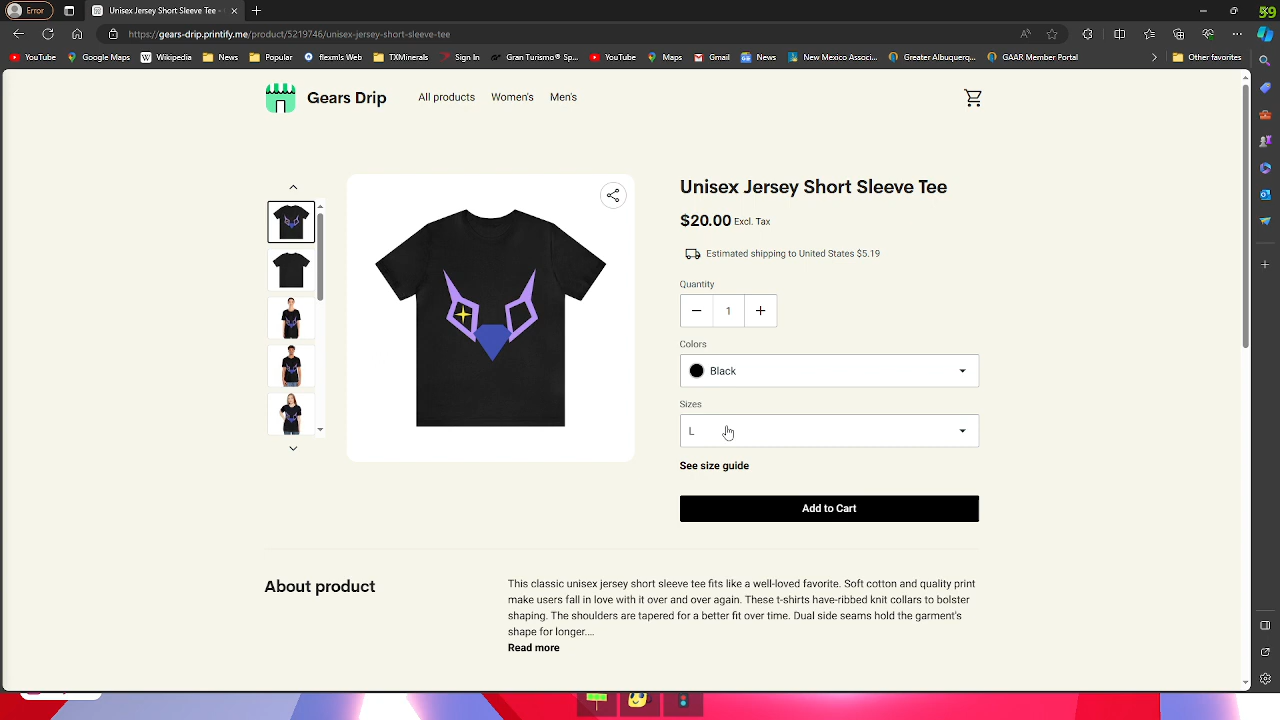 Error
Unisex Jersey Short Sleeve Tee -
59
https://gears-drip.printify.me/product/5219746/unisex-jersey-short-sleeve-tee
YouTube
Google Maps
Wikipedia
News
Popular
flexmls Web
TXMinerals
Sign In
Gran Turismo® Spe...
YouTube
Maps
Gmail
News
New Mexico Associ...
Greater Albuquerq...
GAAR Member Portal
Other favorites
Gears Drip
All products
Women's
Men's
Unisex Jersey Short Sleeve Tee
$20.00 Excl. Tax
Estimated shipping to United States $5.19
Quantity
1
Colors
Black
Sizes
L
See size guide
Add to Cart
About product
This classic unisex jersey short sleeve tee fits like a well-loved favorite. Soft cotton and quality print
make users fall in love with it over and over again. These t-shirts have-ribbed knit collars to bolster
shaping. The shoulders are tapered for a better fit over time. Dual side seams hold the garment's
shape for longer....
Read more